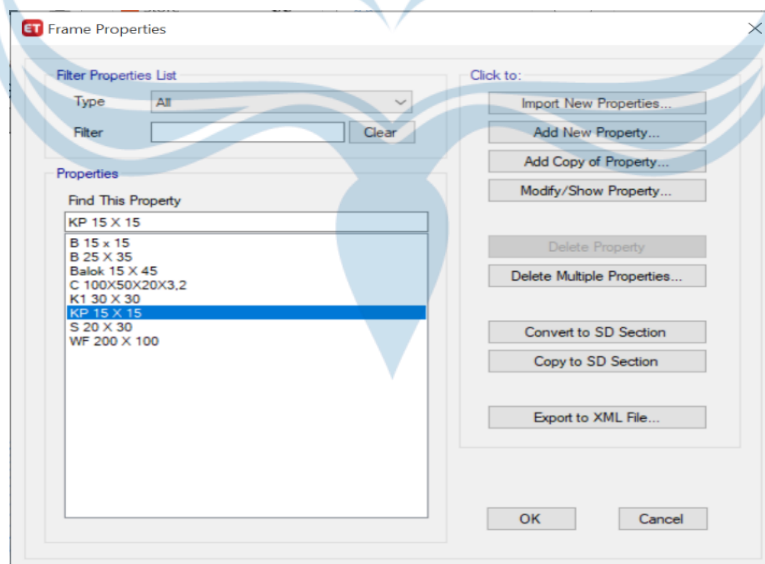 ET Frame Properties
Filter Properties List
Type All
Filter Clear
Properties
Find This Property
KP 15 X 15
B 15 x 15
B 25 X 35
Balok 15 X 45
C 100X50X20X3,2
K1 30 X 30
KP 15 X 15
S 20 X 30
WF 200 X 100
Click to:
Import New Properties...
Add New Property...
Add Copy of Property...
Modify/Show Property...
Delete Property
Delete Multiple Properties...
Convert to SD Section
Copy to SD Section
Export to XML File...
OK Cancel